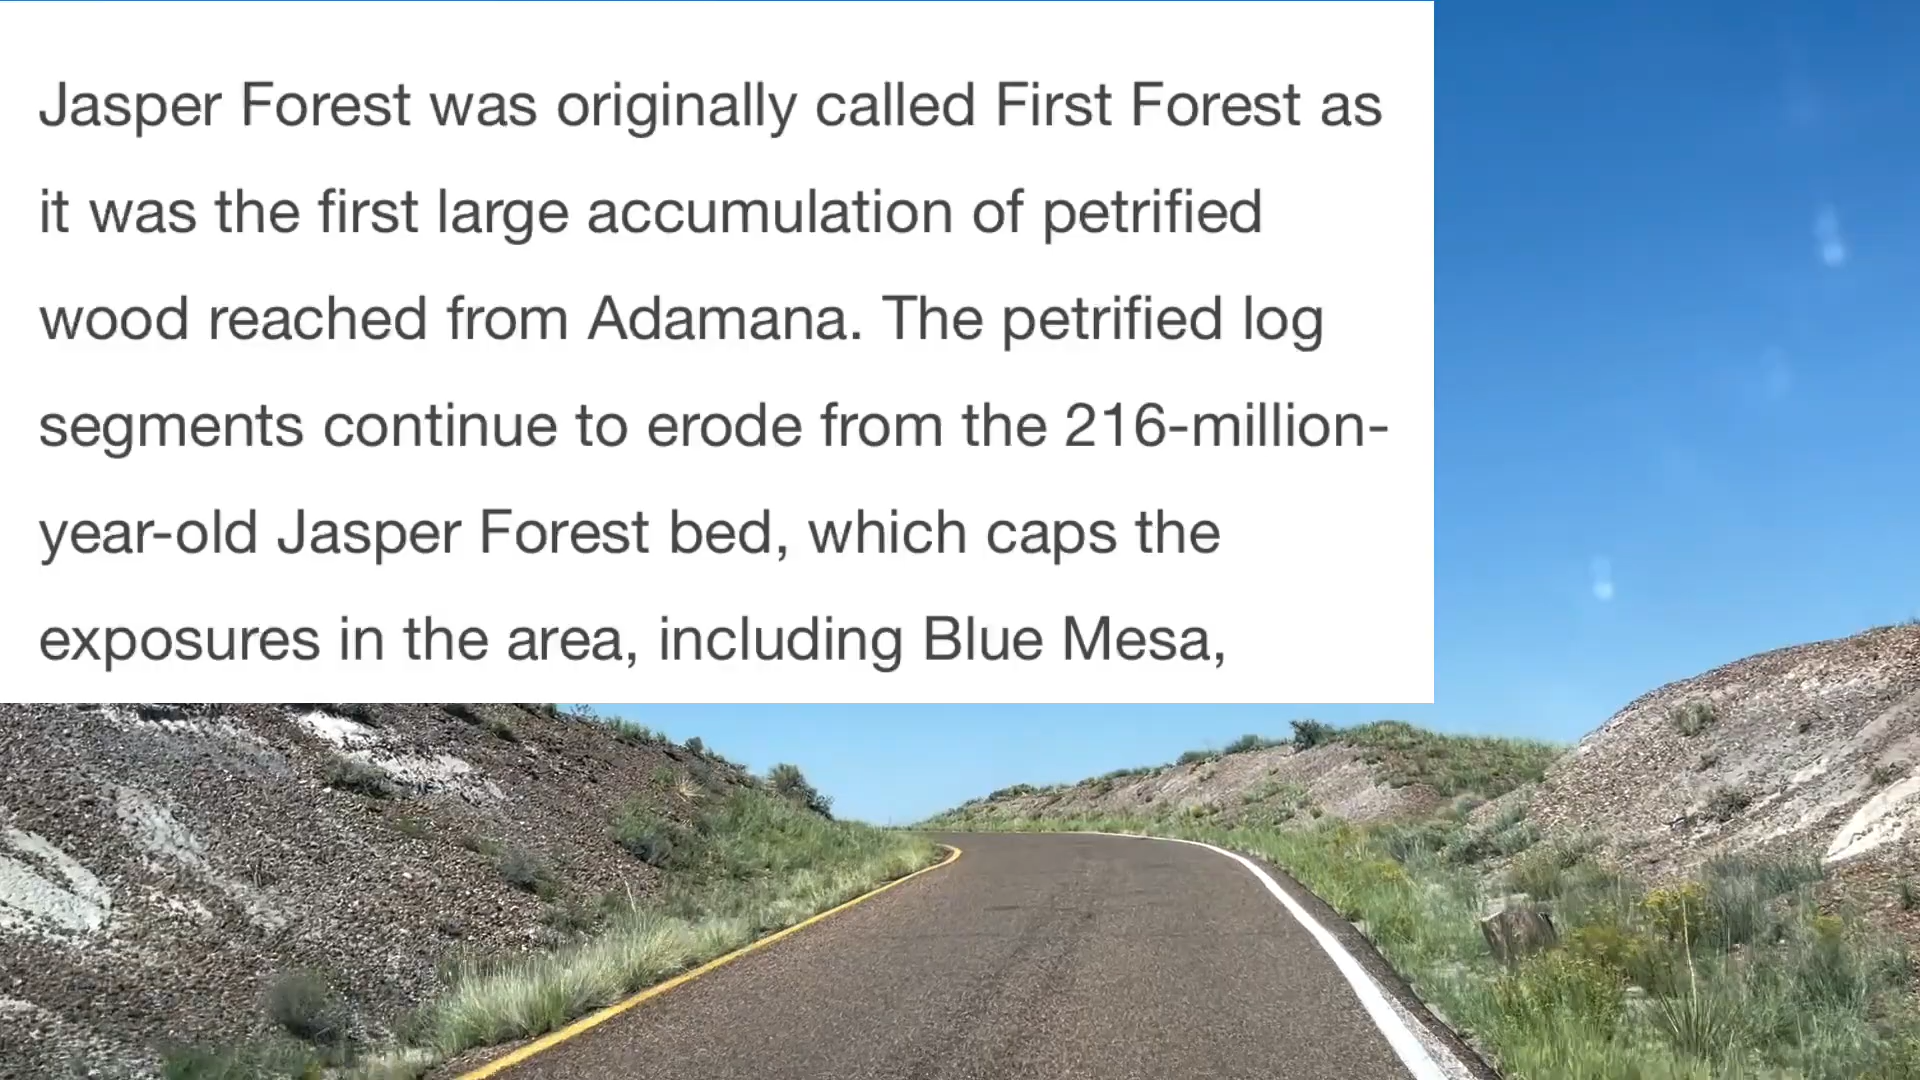 Jasper Forest was originally called First Forest as
it was the first large accumulation of petrified
wood reached from Adamana. The petrified log
segments continue to erode from the 216-million-
year-old Jasper Forest bed, which caps the
exposures in the area, including Blue Mesa,